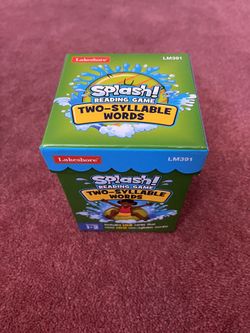 Lakeshore
LM391
Splash!
READING GAME
TWO-SYLLABLE
WORDS
Lakeshore
LM391
Splash!
READING GAME
TWO-SYLLABLE
WORDS